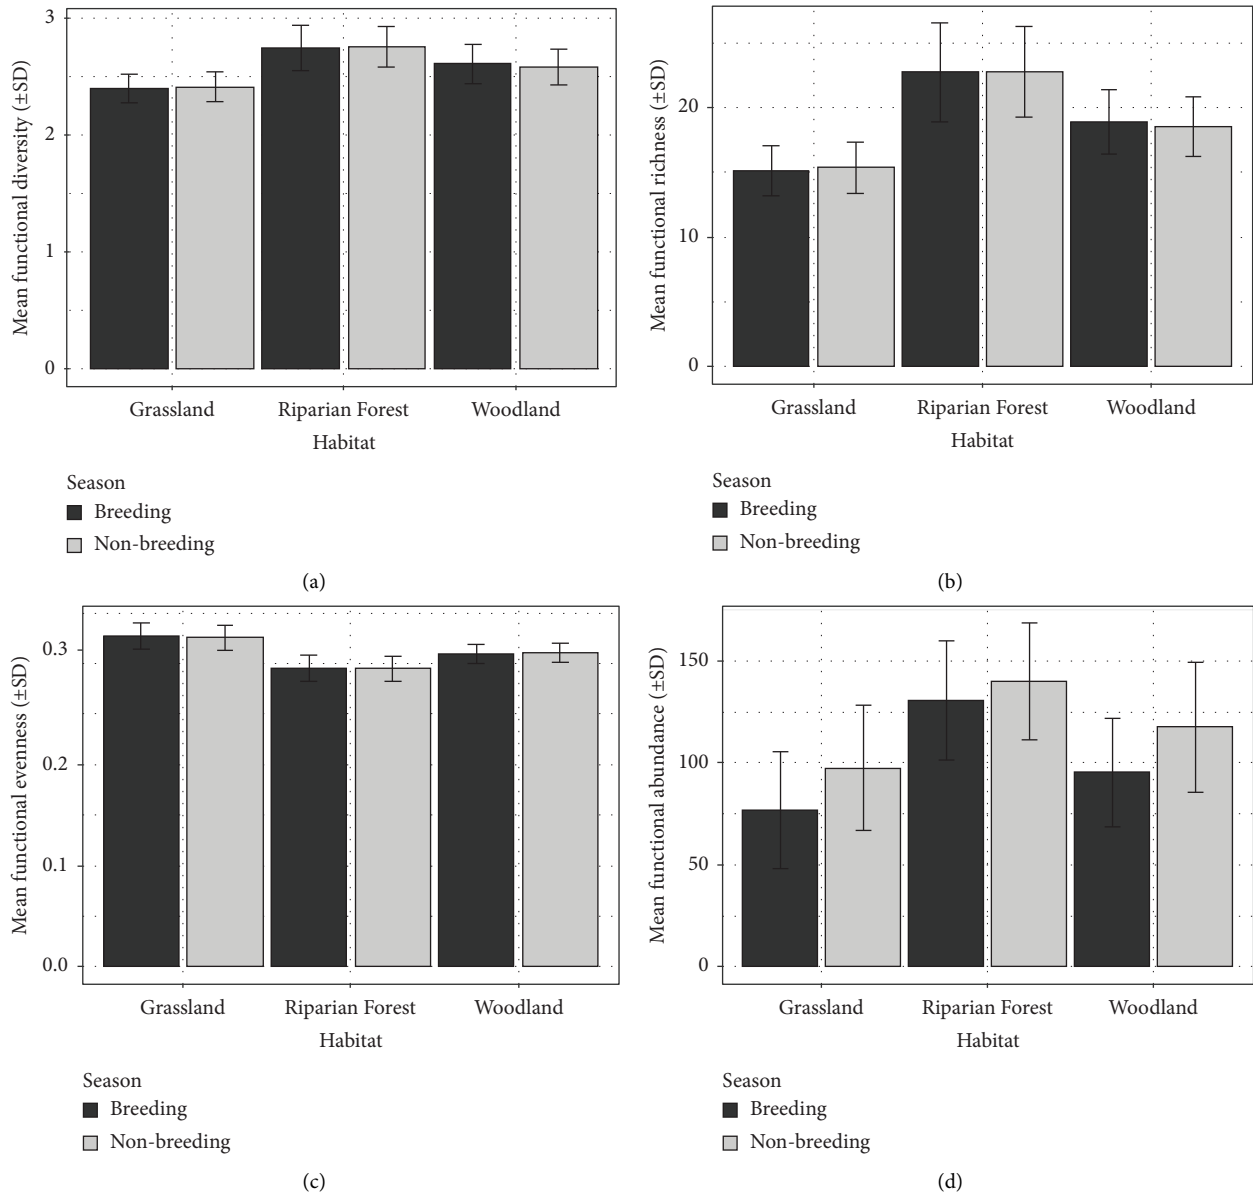 Mean functional diversity (±SD)
3
2
1
0
Grassland Riparian Forest Woodland
Habitat
Season
Breeding
Non-breeding
(a)
Mean functional richness (±SD)
20
10
0
Grassland Riparian Forest Woodland
Habitat
Season
Breeding
Non-breeding
(b)
Mean functional evenness (±SD)
0.3
0.2
0.1
0.0
Grassland Riparian Forest Woodland
Habitat
Season
Breeding
Non-breeding
(c)
Mean functional abundance (±SD)
150
100
50
0
Grassland Riparian Forest Woodland
Habitat
Season
Breeding
Non-breeding
(d)